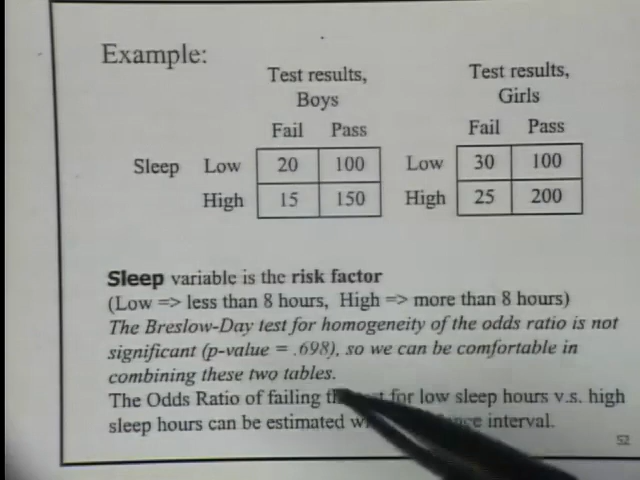 Example:
Test results, Boys
Test results, Girls
Fail Pass
Fail Pass
Sleep Low 20 100 Low 30 100
High 15 150 High 25 200
Sleep variable is the risk factor
(Low => less than 8 hours, High => more than 8 hours)
The Breslow-Day test for homogeneity of the odds ratio is not
significant (p-value = .698), so we can be comfortable in
combining these two tables.
The Odds Ratio of failing for low sleep hours v.s. high
sleep hours can be estimated interval.
52